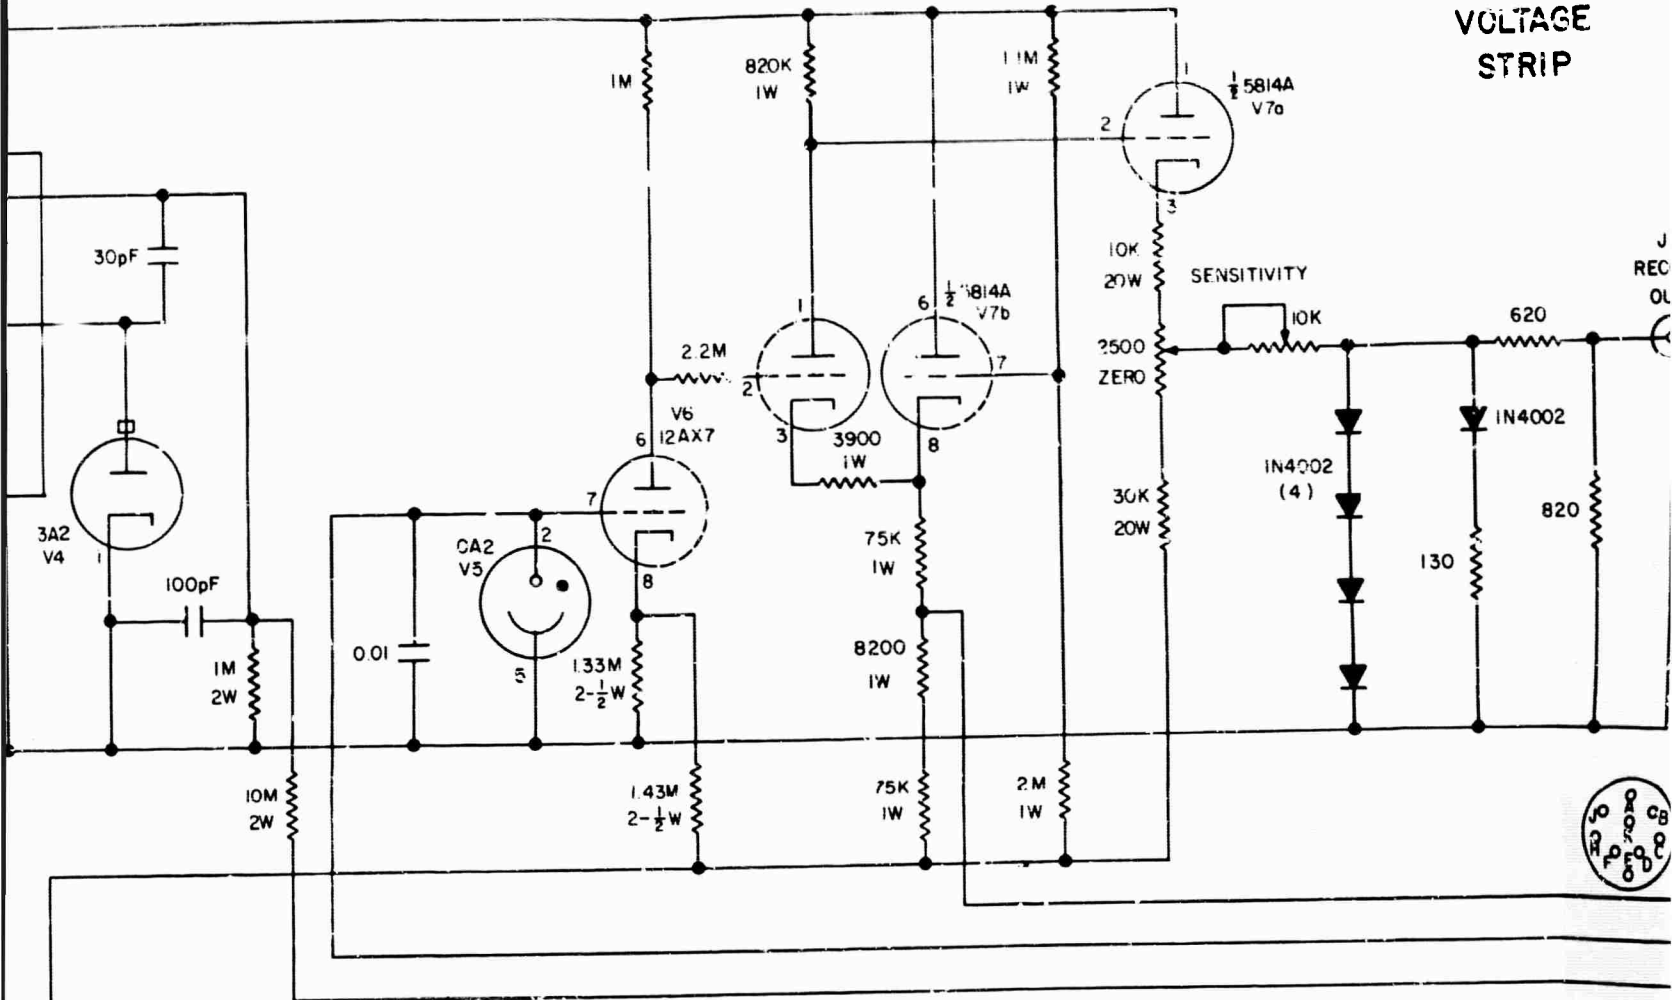 VOLTAGE
STRIP
1M
820K
1W
1.1M
1W
1
½ 5814A
V7a
2
3
30pF
10K
20W
SENSITIVITY
10K
REC
620
2500
ZERO
1
6
½ 5814A
V7b
2.2M
2
7
V6
12AX7
6
3
3900
1W
8
1N4002
1N4002
(4)
7
3A2
V4
1
OA2
V5
2
8
30K
20W
820
75K
1W
130
100pF
0.01
5
1.33M
2-½W
8200
1W
1M
2W
10M
2W
1.43M
2-½W
75K
1W
2M
1W
J
A
B
C
D
E
F
H